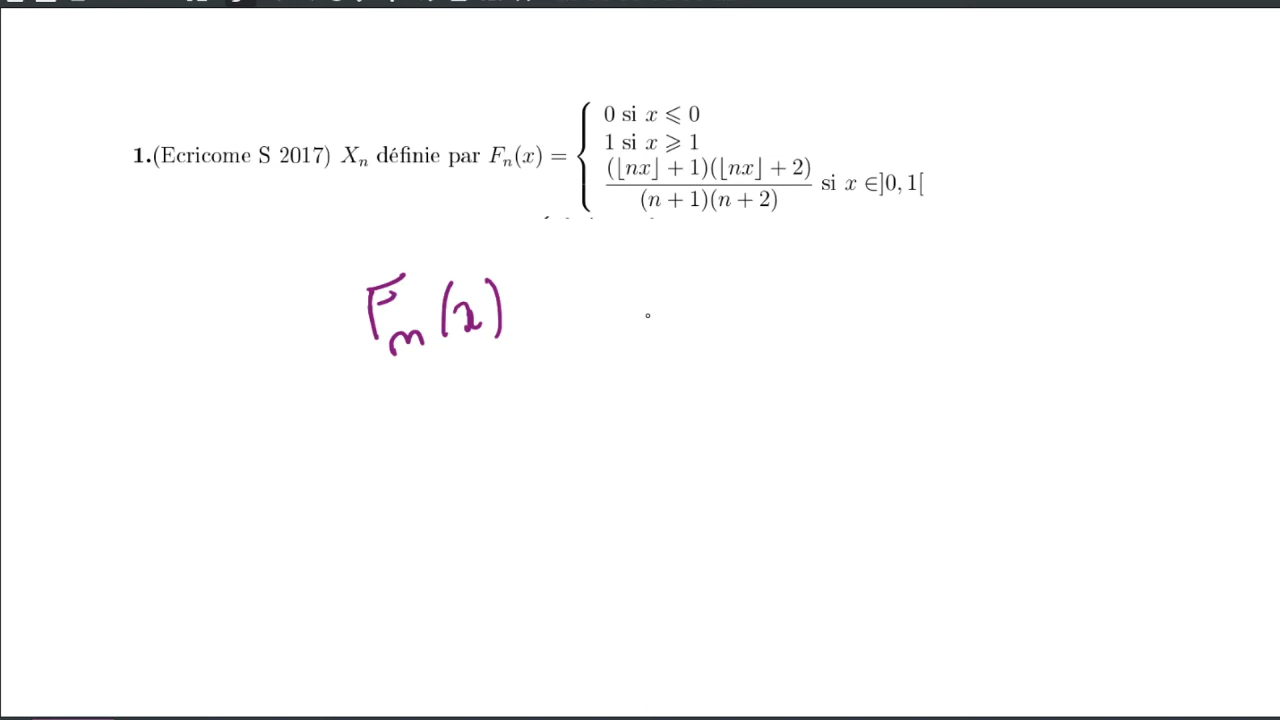 0 si x ⩽ 0
1 si x ⩾ 1
1.(Ecricome S 2017) X_n définie par F_n(x) = { (⌊nx⌋ + 1)(⌊nx⌋ + 2) / (n + 1)(n + 2) si x ∈]0, 1[
F_n(x)